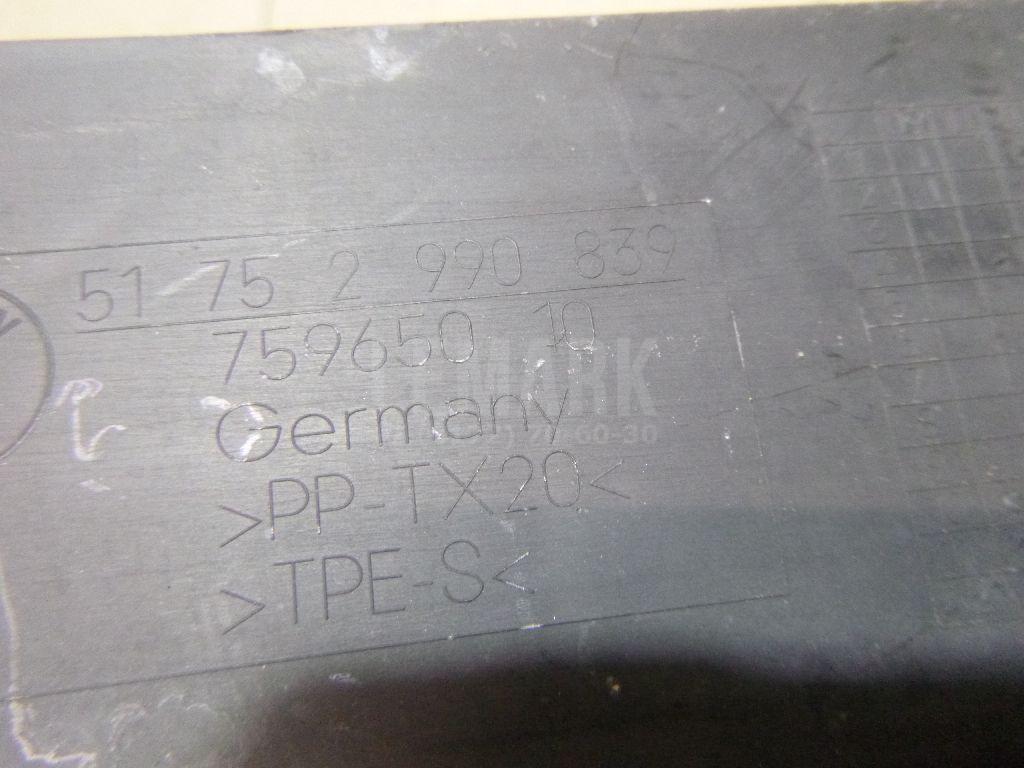 51 75 2 990 839
759650 10
Germany
>PP-TX20<
>TPE-S<